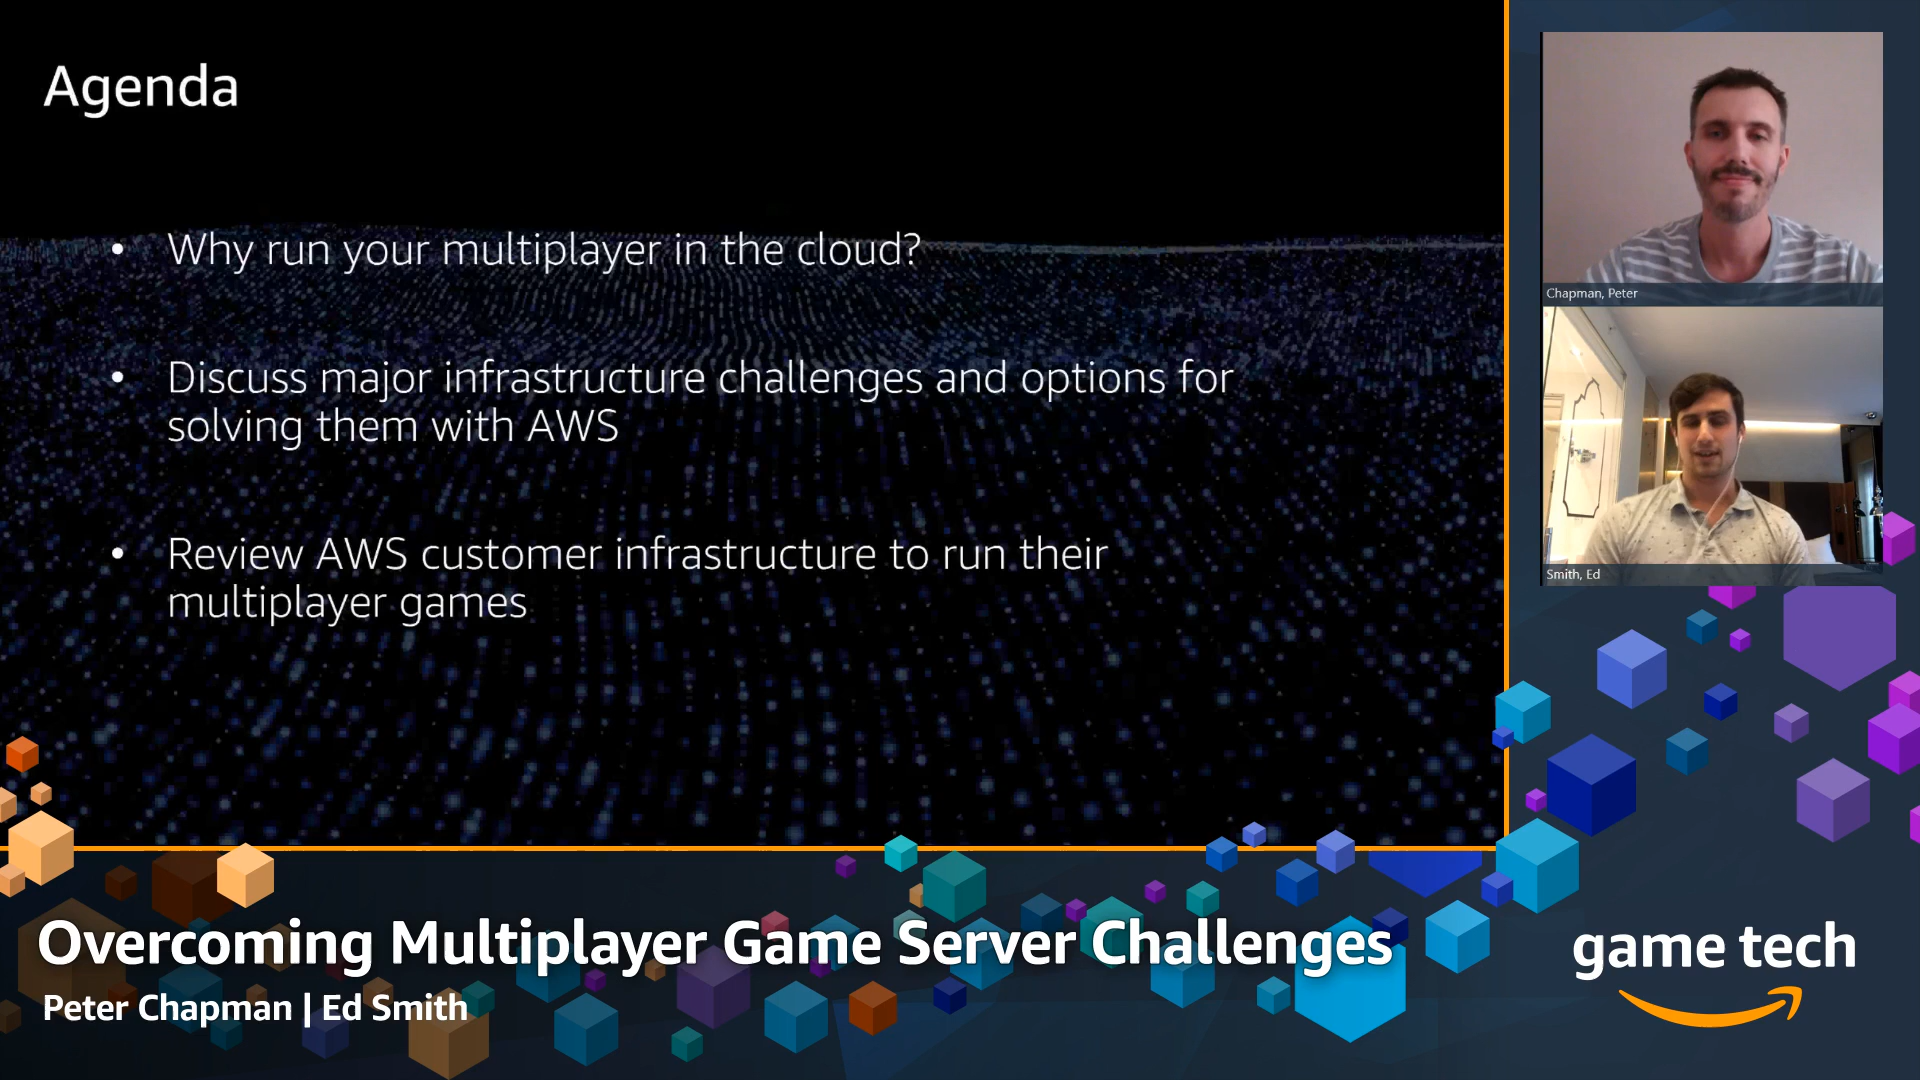 Agenda
• Why run your multiplayer in the cloud?
• Discuss major infrastructure challenges and options for
solving them with AWS
• Review AWS customer infrastructure to run their
multiplayer games
Chapman, Peter
Smith, Ed
Overcoming Multiplayer Game Server Challenges
Peter Chapman | Ed Smith
game tech